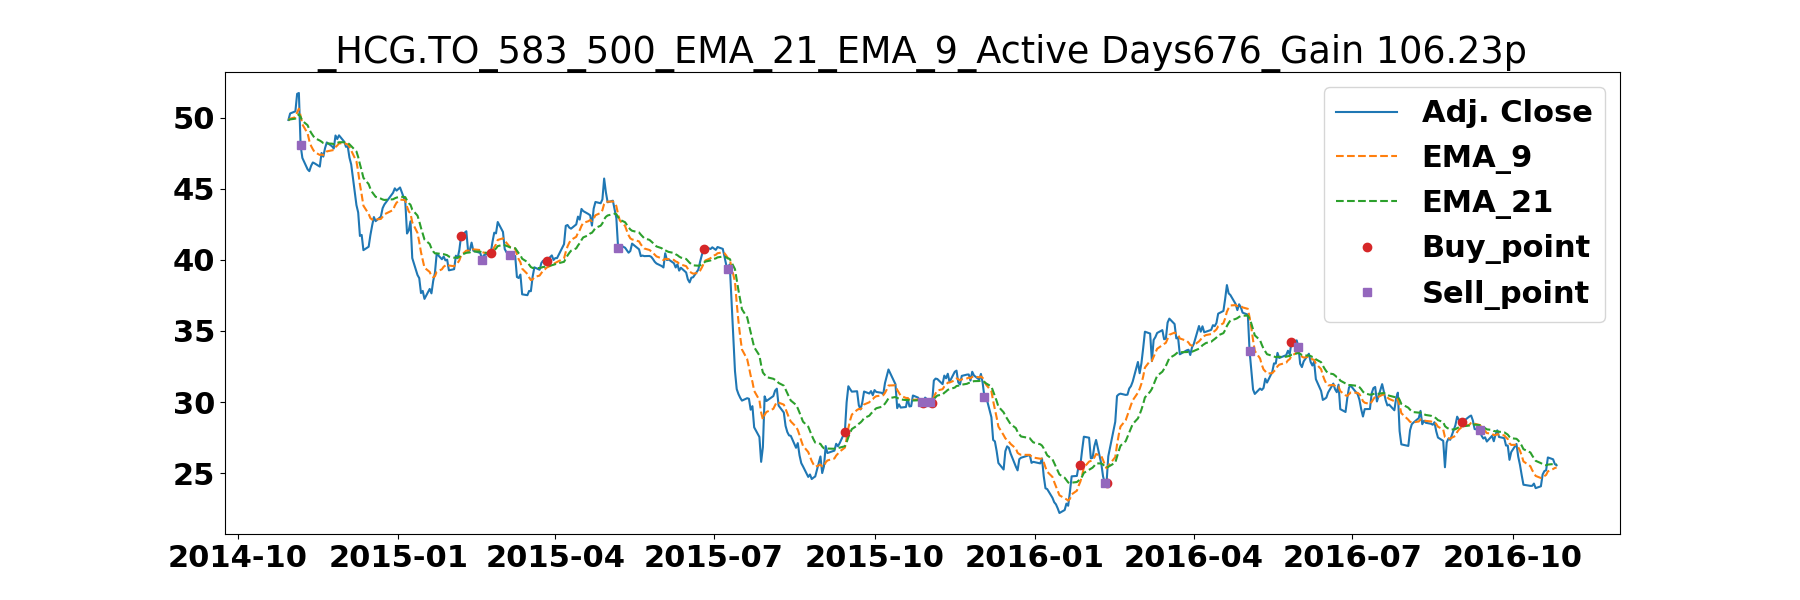 _HCG.TO_583_500_EMA_21_EMA_9_Active Days676_Gain 106.23p
50
45
40
35
30
25
Adj. Close
EMA_9
EMA_21
Buy_point
Sell_point
2014-10 2015-01 2015-04 2015-07 2015-10 2016-01 2016-04 2016-07 2016-10